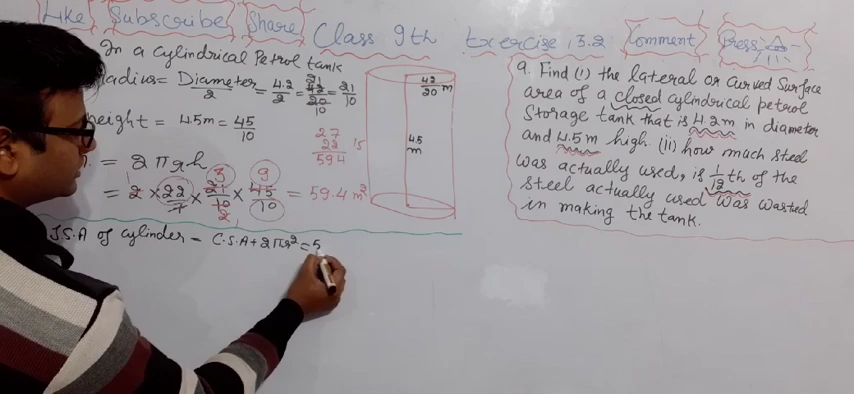 Like Subscribe Share Class 9th Exercise 13.2 Comment Press
In a cylindrical Petrol tank
Radius = Diameter/2 = 4.2/2 = 42/20 = 21/10
height = 4.5m = 45/10
= 2πrh
= 2 × 22/7 × 21/10 × 45/10 = 59.4 m²
27
22
594
T.S.A of cylinder = C.S.A + 2πr² = 5
42/20 m
4.5
m
9. Find (i) the lateral or curved Surface
area of a closed cylindrical petrol
Storage tank that is 4.2m in diameter
and 4.5m high. (ii) how much steel
was actually used, is 1/12 th of the
steel actually used was wasted
in making the tank.